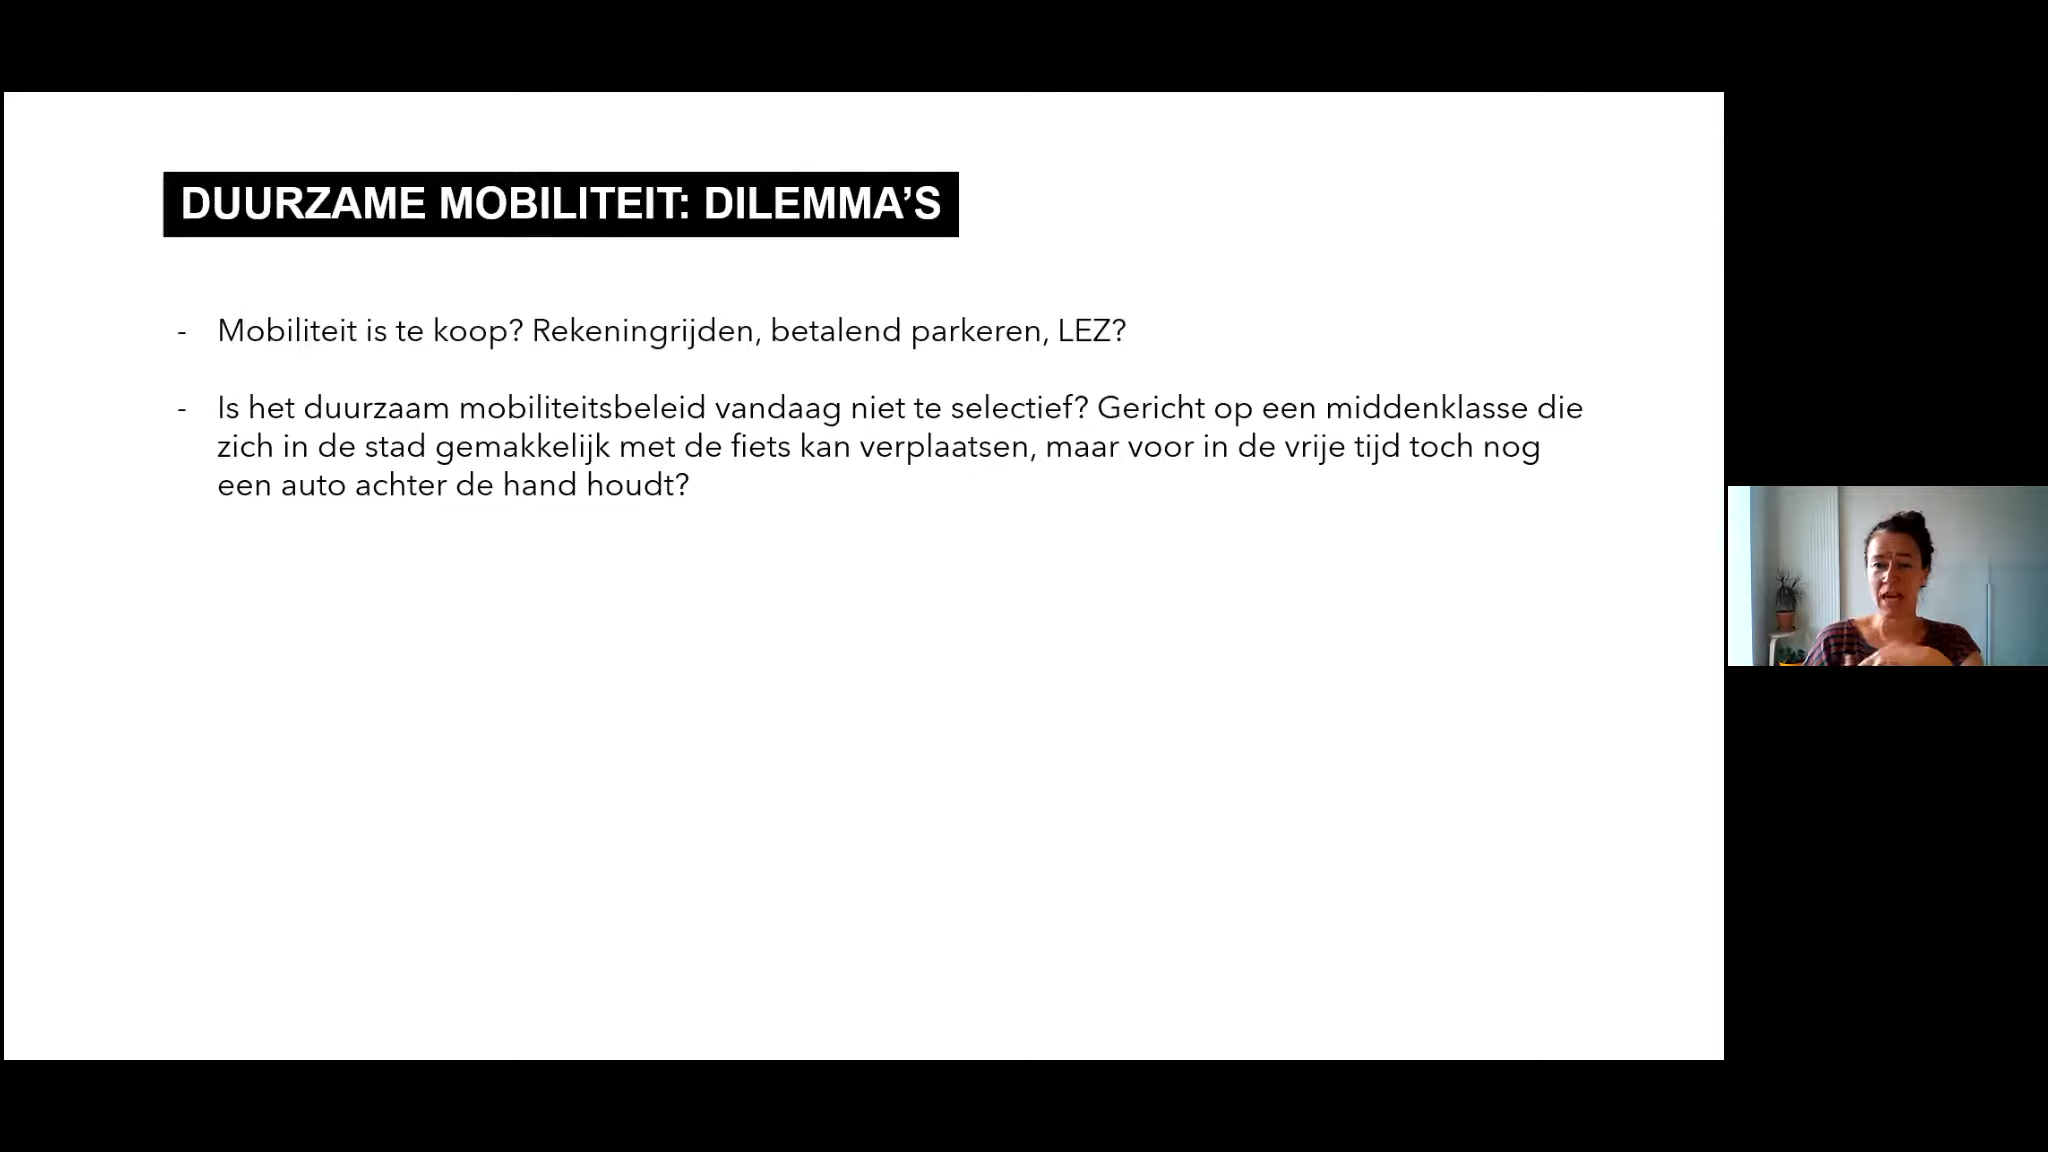 DUURZAME MOBILITEIT: DILEMMA’S
- Mobiliteit is te koop? Rekeningrijden, betalend parkeren, LEZ?
- Is het duurzaam mobiliteitsbeleid vandaag niet te selectief? Gericht op een middenklasse die
zich in de stad gemakkelijk met de fiets kan verplaatsen, maar voor in de vrije tijd toch nog
een auto achter de hand houdt?